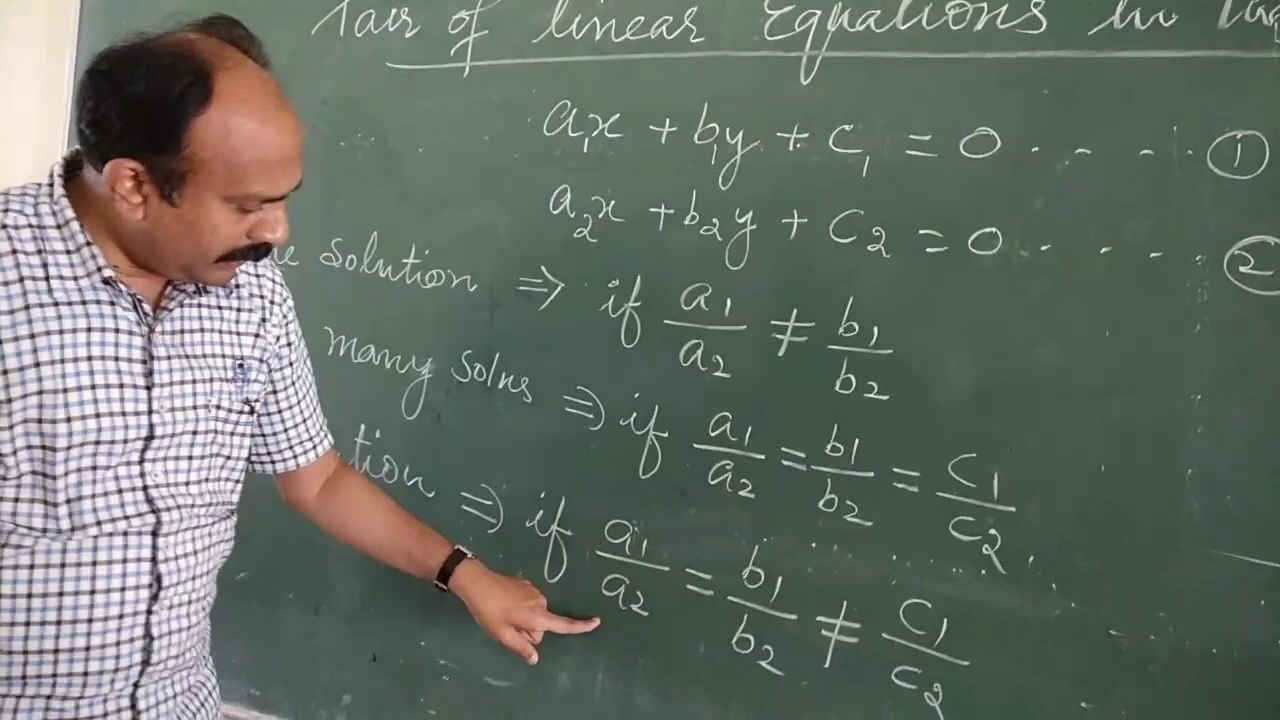 of linear Equations in
a₁x + b₁y + c₁ = 0 . - - - . ①
a₂x + b₂y + c₂ = 0 . - - - . ②
solution ⇒ if a₁/a₂ ≠ b₁/b₂
many solns ⇒ if a₁/a₂ = b₁/b₂ = c₁/c₂
tion ⇒ if a₁/a₂ = b₁/b₂ ≠ c₁/c₂